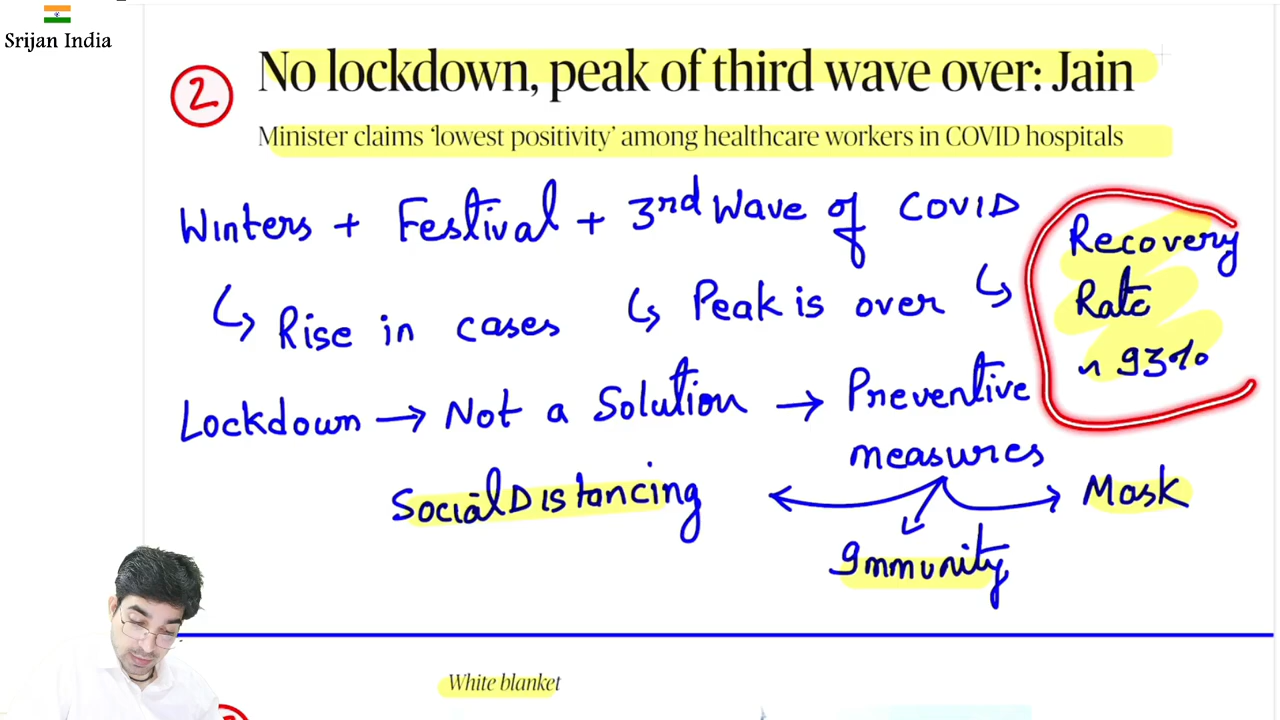 Srijan India
2
No lockdown, peak of third wave over: Jain
Minister claims ‘lowest positivity’ among healthcare workers in COVID hospitals
Winters + Festival + 3rd Wave of COVID
Recovery
Rate
~ 93%
↳ Rise in cases ↳ Peak is over ↳
Lockdown → Not a Solution → Preventive
measures
Social Distancing
Mask
Immunity
White blanket